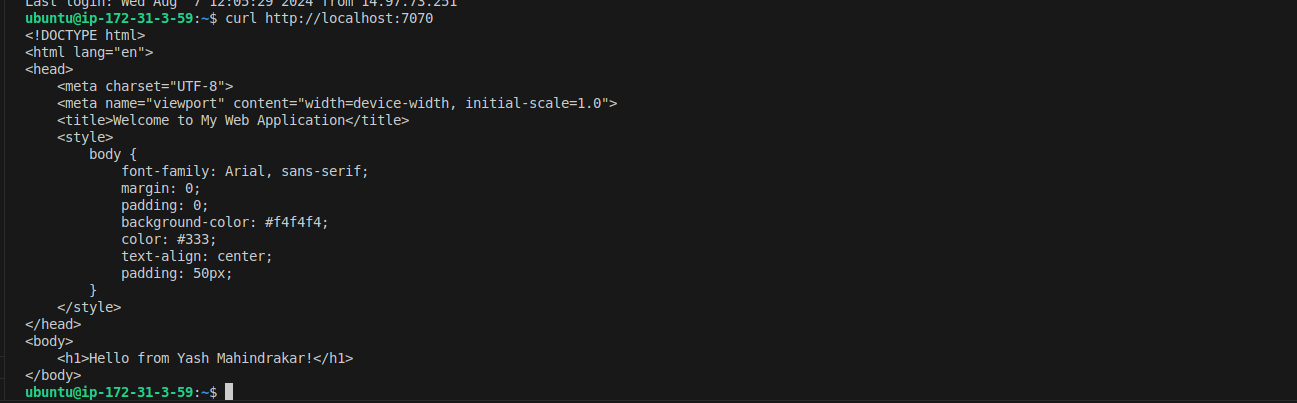 Last login: Wed Aug  7 12:05:29 2024 from 14.97.73.251
ubuntu@ip-172-31-3-59:~$ curl http://localhost:7070
<!DOCTYPE html>
<html lang="en">
<head>
    <meta charset="UTF-8">
    <meta name="viewport" content="width=device-width, initial-scale=1.0">
    <title>Welcome to My Web Application</title>
    <style>
        body {
            font-family: Arial, sans-serif;
            margin: 0;
            padding: 0;
            background-color: #f4f4f4;
            color: #333;
            text-align: center;
            padding: 50px;
        }
    </style>
</head>
<body>
    <h1>Hello from Yash Mahindrakar!</h1>
</body>
ubuntu@ip-172-31-3-59:~$